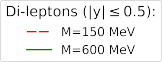 Di-leptons (|y| ≤ 0.5):
M=150 MeV
M=600 MeV